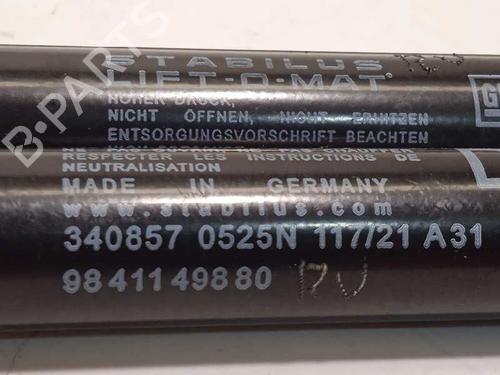 STABILUS
LIFT-O-MAT
HOHER DRUCK,
NICHT ÖFFNEN, NICHT ERHITZEN
ENTSORGUNGSVORSCHRIFT BEACHTEN
RESPECTER LES INSTRUCTIONS DE
NEUTRALISATION
MADE IN GERMANY
www.stabilus.com
340857 0525N 117/21 A31
9841149880
B-PARTS